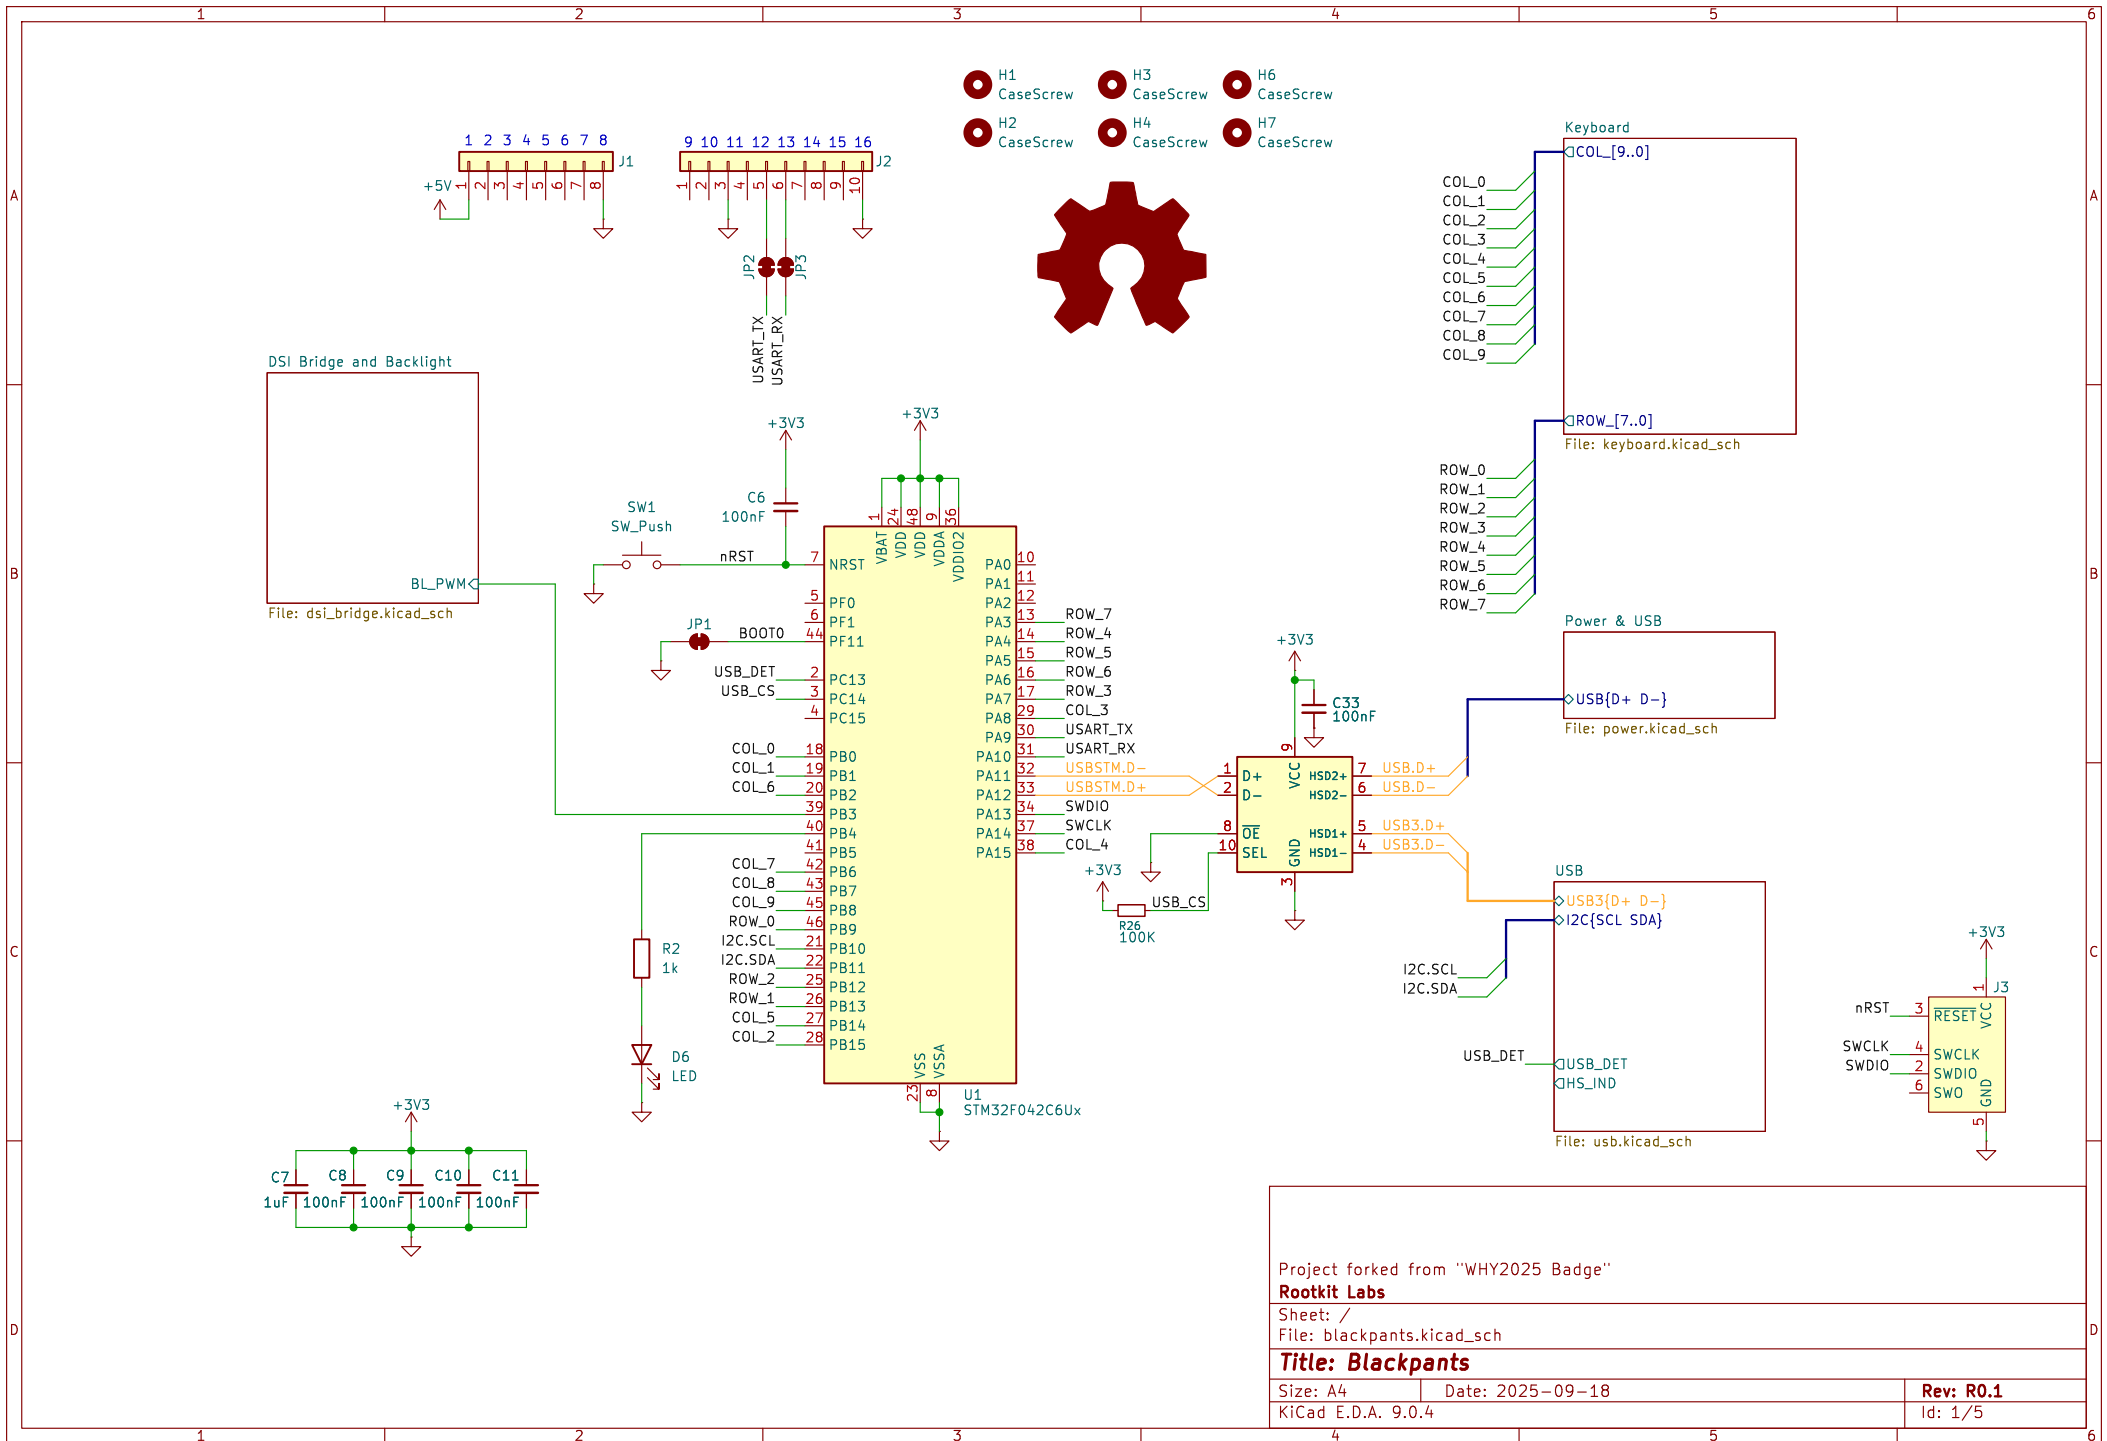 1 2 3 4 5 6
H1
CaseScrew
H3
CaseScrew
H6
CaseScrew
H2
CaseScrew
H4
CaseScrew
H7
CaseScrew
1 2 3 4 5 6 7 8
J1
1 2 3 4 5 6 7 8
+5V
9 10 11 12 13 14 15 16
J2
1 2 3 4 5 6 7 8 9 10
JP2
JP3
USART_TX
USART_RX
A
A
Keyboard
COL_[9..0]
COL_0
COL_1
COL_2
COL_3
COL_4
COL_5
COL_6
COL_7
COL_8
COL_9
ROW_[7..0]
File: keyboard.kicad_sch
ROW_0
ROW_1
ROW_2
ROW_3
ROW_4
ROW_5
ROW_6
ROW_7
DSI Bridge and Backlight
BL_PWM
File: dsi_bridge.kicad_sch
B
B
+3V3
C6
100nF
+3V3
SW1
SW_Push
nRST
JP1
BOOT0
USB_DET
USB_CS
COL_0
COL_1
COL_6
COL_7
COL_8
COL_9
ROW_0
I2C.SCL
I2C.SDA
ROW_2
ROW_1
COL_5
COL_2
1 VBAT
24 VDD
48 VDD
9 VDDA
36 VDDIO2
7 NRST
5 PF0
6 PF1
44 PF11
2 PC13
3 PC14
4 PC15
18 PB0
19 PB1
20 PB2
39 PB3
40 PB4
41 PB5
42 PB6
43 PB7
45 PB8
46 PB9
21 PB10
22 PB11
25 PB12
26 PB13
27 PB14
28 PB15
PA0 10
PA1 11
PA2 12
PA3 13 ROW_7
PA4 14 ROW_4
PA5 15 ROW_5
PA6 16 ROW_6
PA7 17 ROW_3
PA8 29 COL_3
PA9 30 USART_TX
PA10 31 USART_RX
PA11 32 USBSTM.D-
PA12 33 USBSTM.D+
PA13 34 SWDIO
PA14 37 SWCLK
PA15 38 COL_4
VSS 23
VSSA 8
U1
STM32F042C6Ux
R2
1k
D6
LED
+3V3
C33
100nF
9 VCC
1 D+
2 D-
8 OE
10 SEL
HSD2+ 7 USB.D+
HSD2- 6 USB.D-
HSD1+ 5 USB3.D+
HSD1- 4 USB3.D-
GND 3
+3V3
USB_CS
R26
100K
Power & USB
USB{D+ D-}
File: power.kicad_sch
USB
USB3{D+ D-}
I2C{SCL SDA}
I2C.SCL
I2C.SDA
USB_DET
USB_DET
HS_IND
File: usb.kicad_sch
C
C
+3V3
J3
1 VCC
nRST 3 RESET
SWCLK 4 SWCLK
SWDIO 2 SWDIO
6 SWO
GND 5
+3V3
C7
1uF
C8
100nF
C9
100nF
C10
100nF
C11
100nF
D
D
Project forked from "WHY2025 Badge"
Rootkit Labs
Sheet: /
File: blackpants.kicad_sch
Title: Blackpants
Size: A4
Date: 2025-09-18
Rev: R0.1
KiCad E.D.A. 9.0.4
Id: 1/5
1 2 3 4 5 6